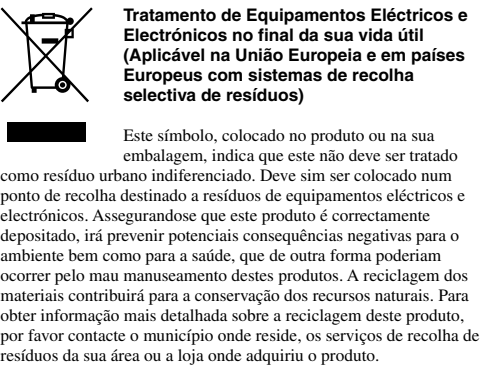 Tratamento de Equipamentos Eléctricos e
Electrónicos no final da sua vida útil
(Aplicável na União Europeia e em países
Europeus com sistemas de recolha
selectiva de resíduos)
Este símbolo, colocado no produto ou na sua
embalagem, indica que este não deve ser tratado
como resíduo urbano indiferenciado. Deve sim ser colocado num
ponto de recolha destinado a resíduos de equipamentos eléctricos e
electrónicos. Assegurandose que este produto é correctamente
depositado, irá prevenir potenciais consequências negativas para o
ambiente bem como para a saúde, que de outra forma poderiam
ocorrer pelo mau manuseamento destes produtos. A reciclagem dos
materiais contribuirá para a conservação dos recursos naturais. Para
obter informação mais detalhada sobre a reciclagem deste produto,
por favor contacte o município onde reside, os serviços de recolha de
resíduos da sua área ou a loja onde adquiriu o produto.